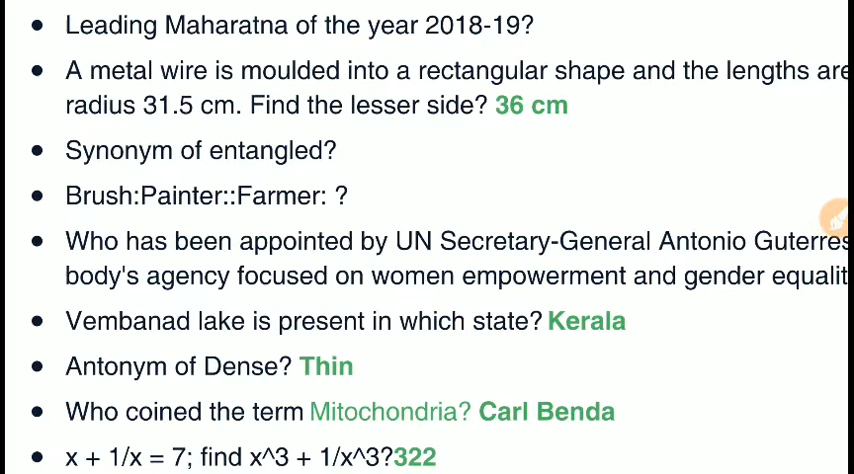 • Leading Maharatna of the year 2018-19?
• A metal wire is moulded into a rectangular shape and the lengths are
radius 31.5 cm. Find the lesser side? 36 cm
• Synonym of entangled?
• Brush:Painter::Farmer: ?
• Who has been appointed by UN Secretary-General Antonio Guterres
body's agency focused on women empowerment and gender equalit
• Vembanad lake is present in which state? Kerala
• Antonym of Dense? Thin
• Who coined the term Mitochondria? Carl Benda
• x + 1/x = 7; find x^3 + 1/x^3?322